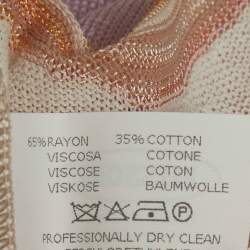 65% RAYON 35% COTTON
VISCOSA COTONE
VISCOSE COTON
VISKOSE BAUMWOLLE
P
PROFESSIONALLY DRY CLEAN